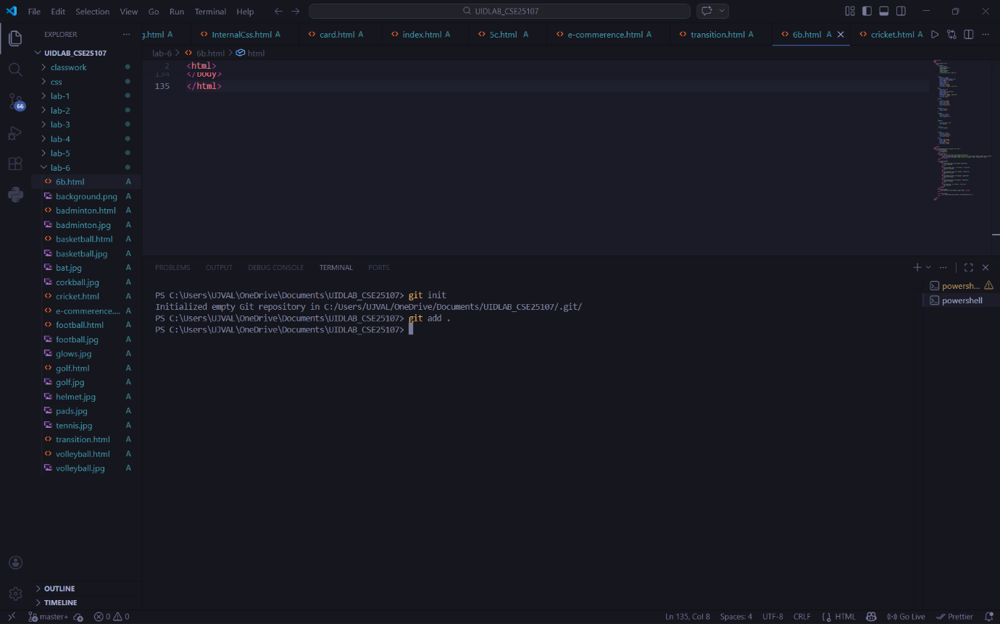 File Edit Selection View Go Run Terminal Help
UIDLAB_CSE25107
EXPLORER
UIDLAB_CSE25107
classwork
css
lab-1
lab-2
lab-3
lab-4
lab-5
lab-6
6b.html A
background.png A
badminton.html A
badminton.jpg A
basketball.html A
basketball.jpg A
bat.jpg A
corkball.jpg A
cricket.html A
e-commerence.... A
football.html A
football.jpg A
glows.jpg A
golf.html A
golf.jpg A
helmet.jpg A
pads.jpg A
tennis.jpg A
transition.html A
volleyball.html A
volleyball.jpg A
OUTLINE
TIMELINE
66
g.html A InternalCss.html A card.html A index.html A 5c.html A e-commerence.html A transition.html A 6b.html A cricket.html A
lab-6 > 6b.html > html
2 <html>
134 </body>
135 </html>
PROBLEMS OUTPUT DEBUG CONSOLE TERMINAL PORTS
PS C:\Users\UJVAL\OneDrive\Documents\UIDLAB_CSE25107> git init
Initialized empty Git repository in C:/Users/UJVAL/OneDrive/Documents/UIDLAB_CSE25107/.git/
PS C:\Users\UJVAL\OneDrive\Documents\UIDLAB_CSE25107> git add .
PS C:\Users\UJVAL\OneDrive\Documents\UIDLAB_CSE25107>
powersh...
powershell
master+ 0 0 Ln 135, Col 8 Spaces: 4 UTF-8 CRLF {} HTML Go Live Prettier